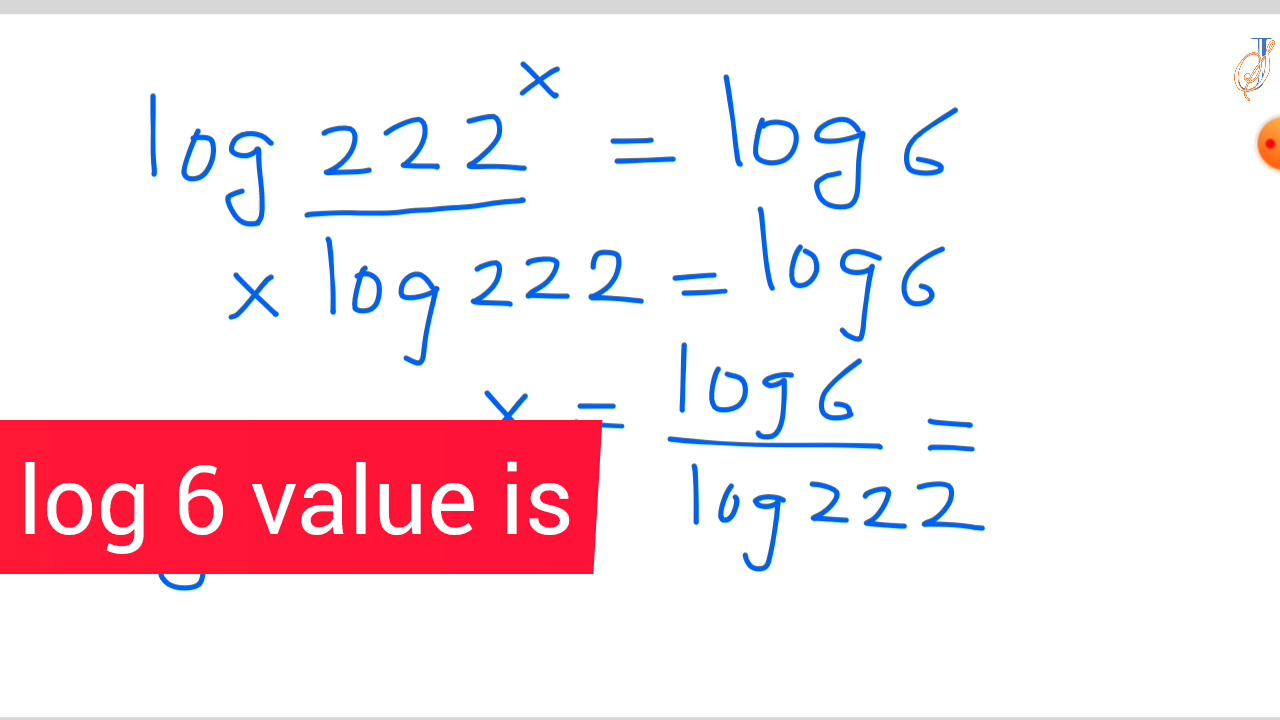 log 222^x = log 6
x log 222 = log 6
x = log 6 / log 222 =
log 6 value is